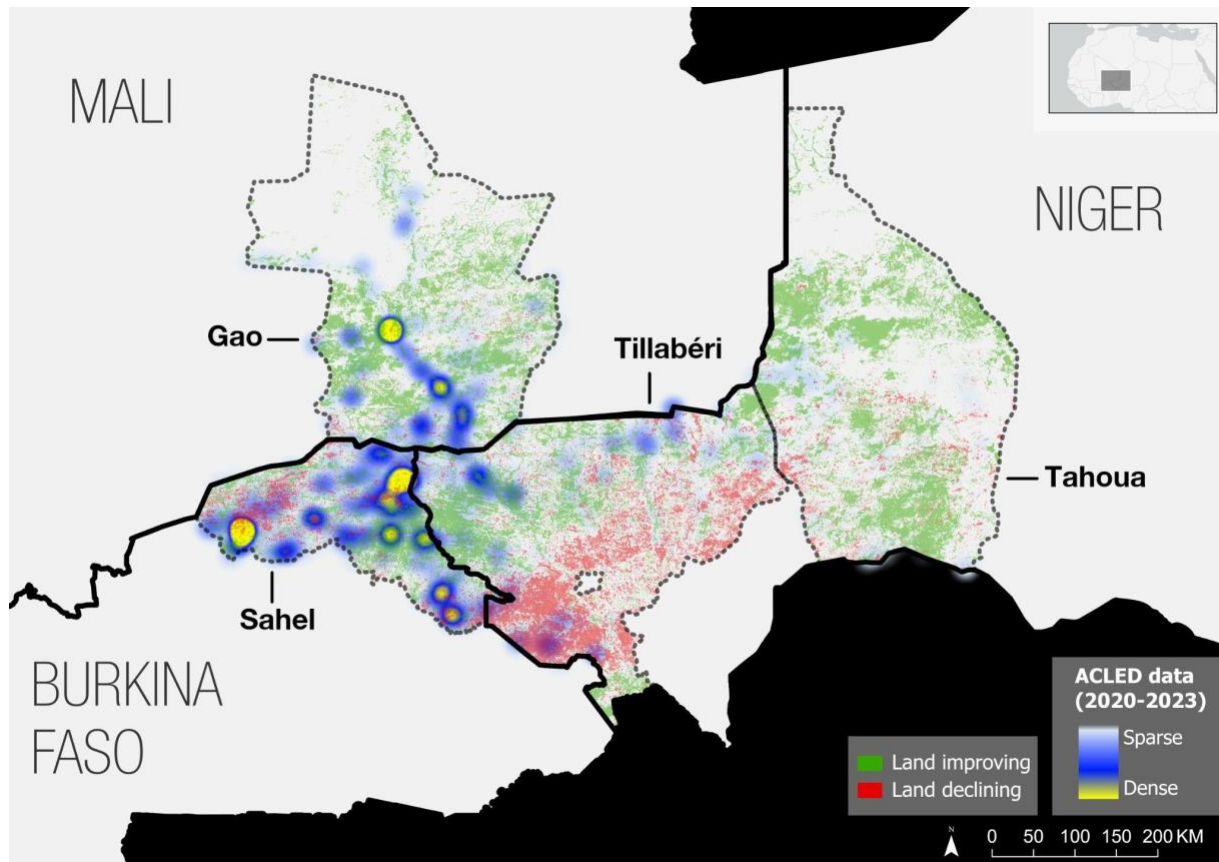 MALI
NIGER
Gao
Tillabéri
Tahoua
Sahel
BURKINA
FASO
ACLED data
(2020-2023)
Sparse
Dense
Land improving
Land declining
N
0 50 100 150 200 KM